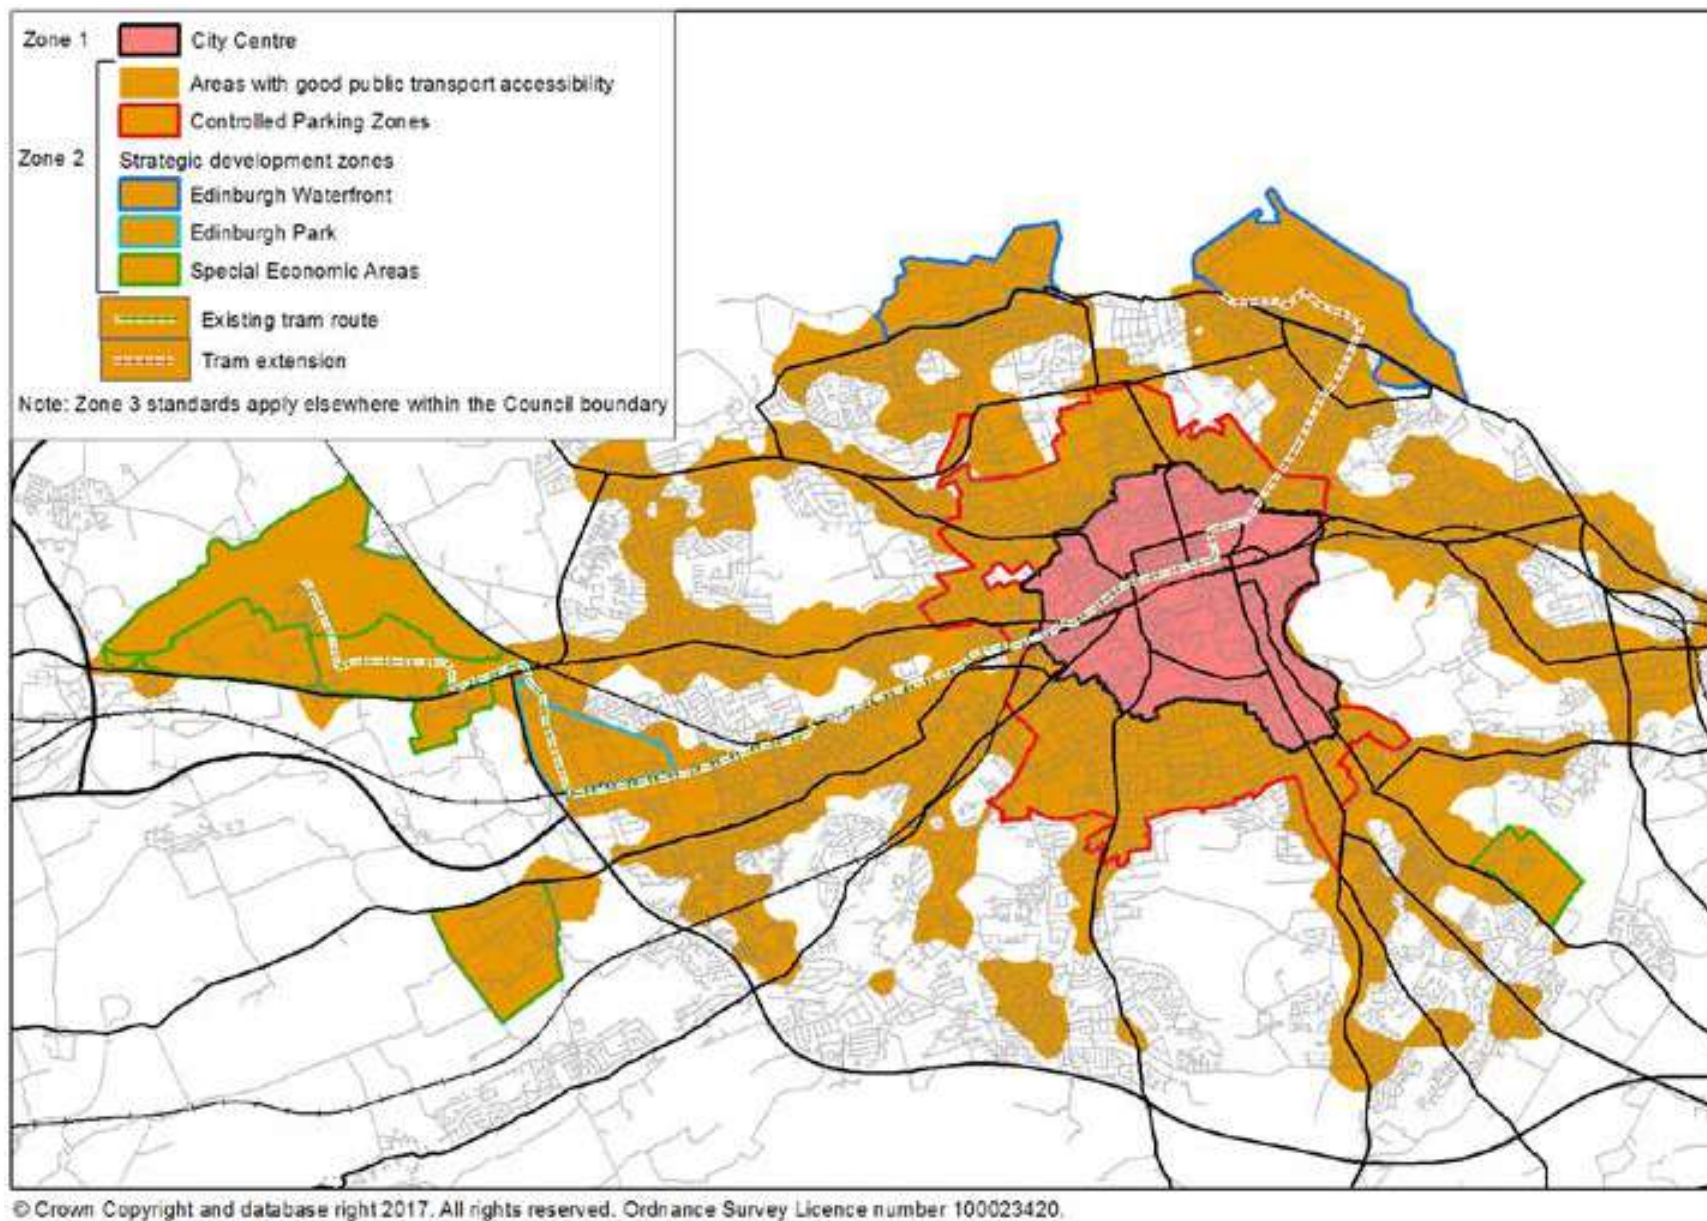 Zone 1 City Centre
Areas with good public transport accessibility
Controlled Parking Zones
Zone 2 Strategic development zones
Edinburgh Waterfront
Edinburgh Park
Special Economic Areas
Existing tram route
Tram extension
Note: Zone 3 standards apply elsewhere within the Council boundary
© Crown Copyright and database right 2017. All rights reserved. Ordnance Survey Licence number 100023420.